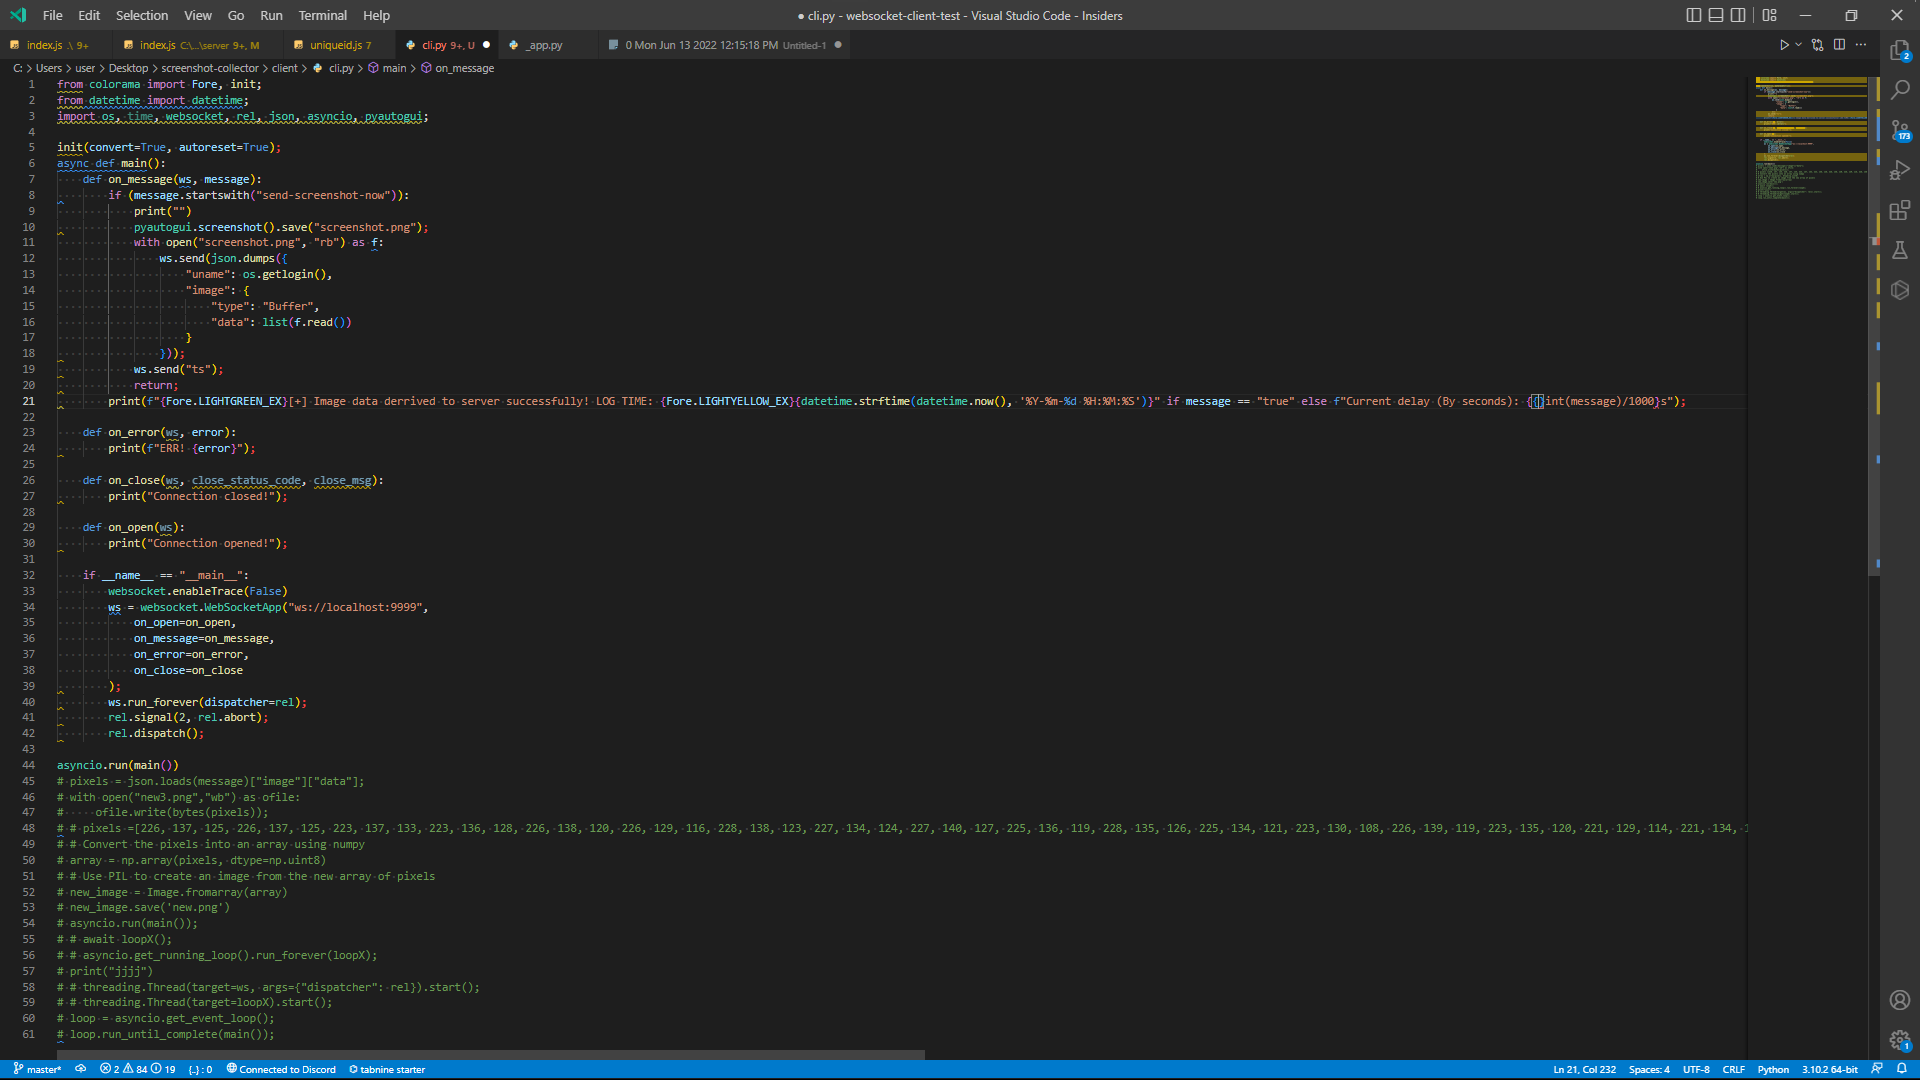 File Edit Selection View Go Run Terminal Help
● cli.py - websocket-client-test - Visual Studio Code - Insiders
index.js .\ 9+
index.js C:\...\server 9+, M
uniqueid.js 7
cli.py 9+, U
_app.py
0 Mon Jun 13 2022 12:15:18 PM Untitled-1
C: > Users > user > Desktop > screenshot-collector > client > cli.py > main > on_message
1 from colorama import Fore, init;
2 from datetime import datetime;
3 import os, time, websocket, rel, json, asyncio, pyautogui;
4
5 init(convert=True, autoreset=True);
6 async def main():
7 def on_message(ws, message):
8 if (message.startswith("send-screenshot-now")):
9 print("")
10 pyautogui.screenshot().save("screenshot.png");
11 with open("screenshot.png", "rb") as f:
12 ws.send(json.dumps({
13 "uname": os.getlogin(),
14 "image": {
15 "type": "Buffer",
16 "data": list(f.read())
17 }
18 }));
19 ws.send("ts");
20 return;
21 print(f"{Fore.LIGHTGREEN_EX}[+] Image data derrived to server successfully! LOG TIME: {Fore.LIGHTYELLOW_EX}{datetime.strftime(datetime.now(), '%Y-%m-%d %H:%M:%S')}" if message == "true" else f"Current delay (By seconds): {{}int(message)/1000}s");
22
23 def on_error(ws, error):
24 print(f"ERR! {error}");
25
26 def on_close(ws, close_status_code, close_msg):
27 print("Connection closed!");
28
29 def on_open(ws):
30 print("Connection opened!");
31
32 if __name__ == "__main__":
33 websocket.enableTrace(False)
34 ws = websocket.WebSocketApp("ws://localhost:9999",
35 on_open=on_open,
36 on_message=on_message,
37 on_error=on_error,
38 on_close=on_close
39 );
40 ws.run_forever(dispatcher=rel);
41 rel.signal(2, rel.abort);
42 rel.dispatch();
43
44 asyncio.run(main())
45 # pixels = json.loads(message)["image"]["data"];
46 # with open("new3.png","wb") as ofile:
47 # ofile.write(bytes(pixels));
48 # # pixels =[226, 137, 125, 226, 137, 125, 223, 137, 133, 223, 136, 128, 226, 138, 120, 226, 129, 116, 228, 138, 123, 227, 134, 124, 227, 140, 127, 225, 136, 119, 228, 135, 126, 225, 134, 121, 223, 130, 108, 226, 139, 119, 223, 135, 120, 221, 129, 114, 221, 134,
49 # # Convert the pixels into an array using numpy
50 # array = np.array(pixels, dtype=np.uint8)
51 # # Use PIL to create an image from the new array of pixels
52 # new_image = Image.fromarray(array)
53 # new_image.save('new.png')
54 # asyncio.run(main());
55 # # await loopX();
56 # # asyncio.get_running_loop().run_forever(loopX);
57 # print("jjjj")
58 # # threading.Thread(target=ws, args={"dispatcher": rel}).start();
59 # # threading.Thread(target=loopX).start();
60 # loop = asyncio.get_event_loop();
61 # loop.run_until_complete(main());
2
173
1
master* 2 84 19 {..} : 0 Connected to Discord tabnine starter
Ln 21, Col 232 Spaces: 4 UTF-8 CRLF Python 3.10.2 64-bit